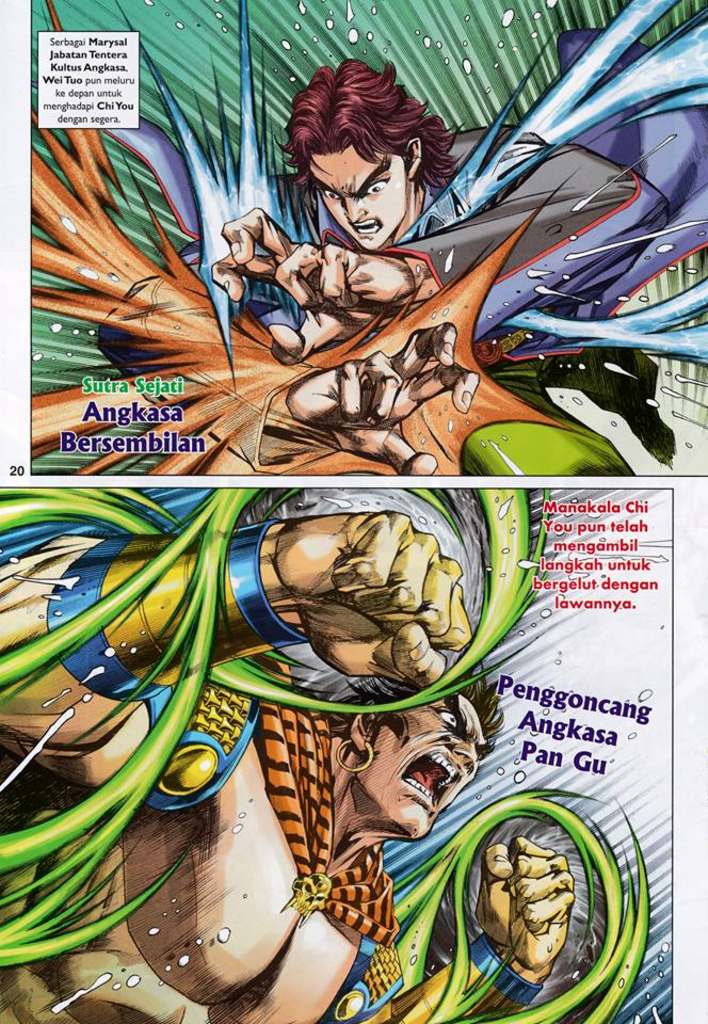 Serbagai Marysal
Jabatan Tentera
Kultus Angkasa,
Wei Tuo pun meluru
ke depan untuk
menghadapi Chi You
dengan segera.
Sutra Sejati
Angkasa
Bersembilan
20
Manakala Chi
You pun telah
mengambil
langkah untuk
bergelut dengan
lawannya.
Penggoncang
Angkasa
Pan Gu